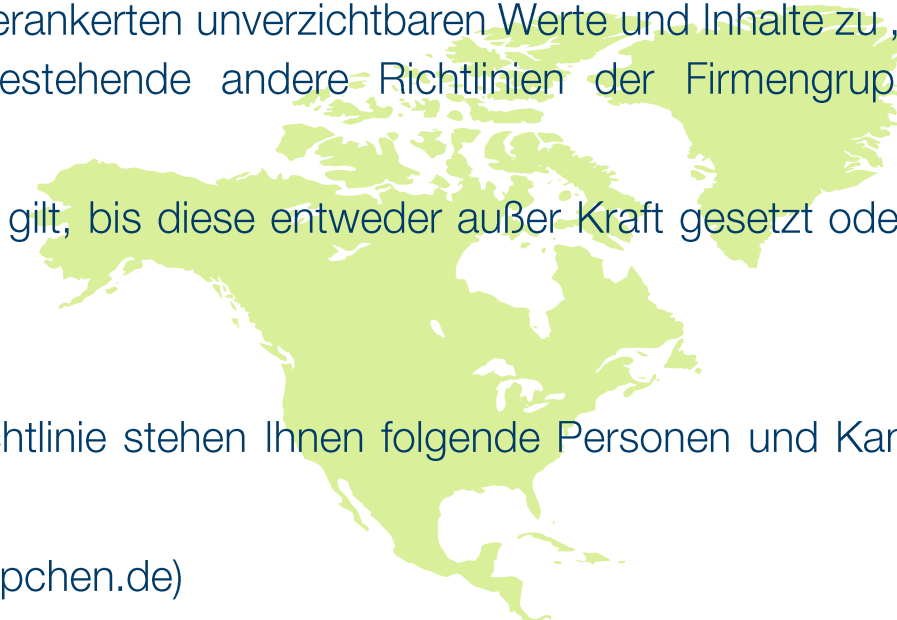 erankerten unverzichtbaren Werte und Inhalte zu „
estehende andere Richtlinien der Firmengrup
gilt, bis diese entweder außer Kraft gesetzt ode
htlinie stehen Ihnen folgende Personen und Kan
pchen.de)